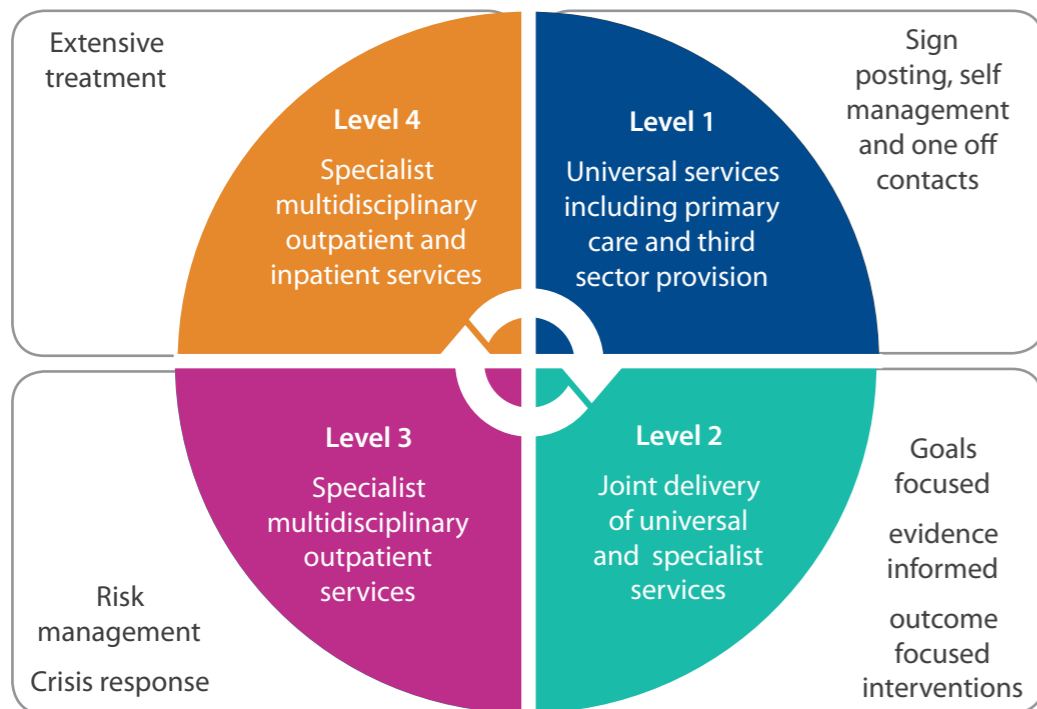 Extensive
treatment
Level 4
Specialist
multidisciplinary
outpatient and
inpatient services
Level 1
Universal services
including primary
care and third
sector provision
Sign
posting, self
management
and one off
contacts
Level 3
Specialist
multidisciplinary
outpatient
services
Risk
management
Crisis response
Level 2
Joint delivery
of universal
and specialist
services
Goals
focused
evidence
informed
outcome
focused
interventions